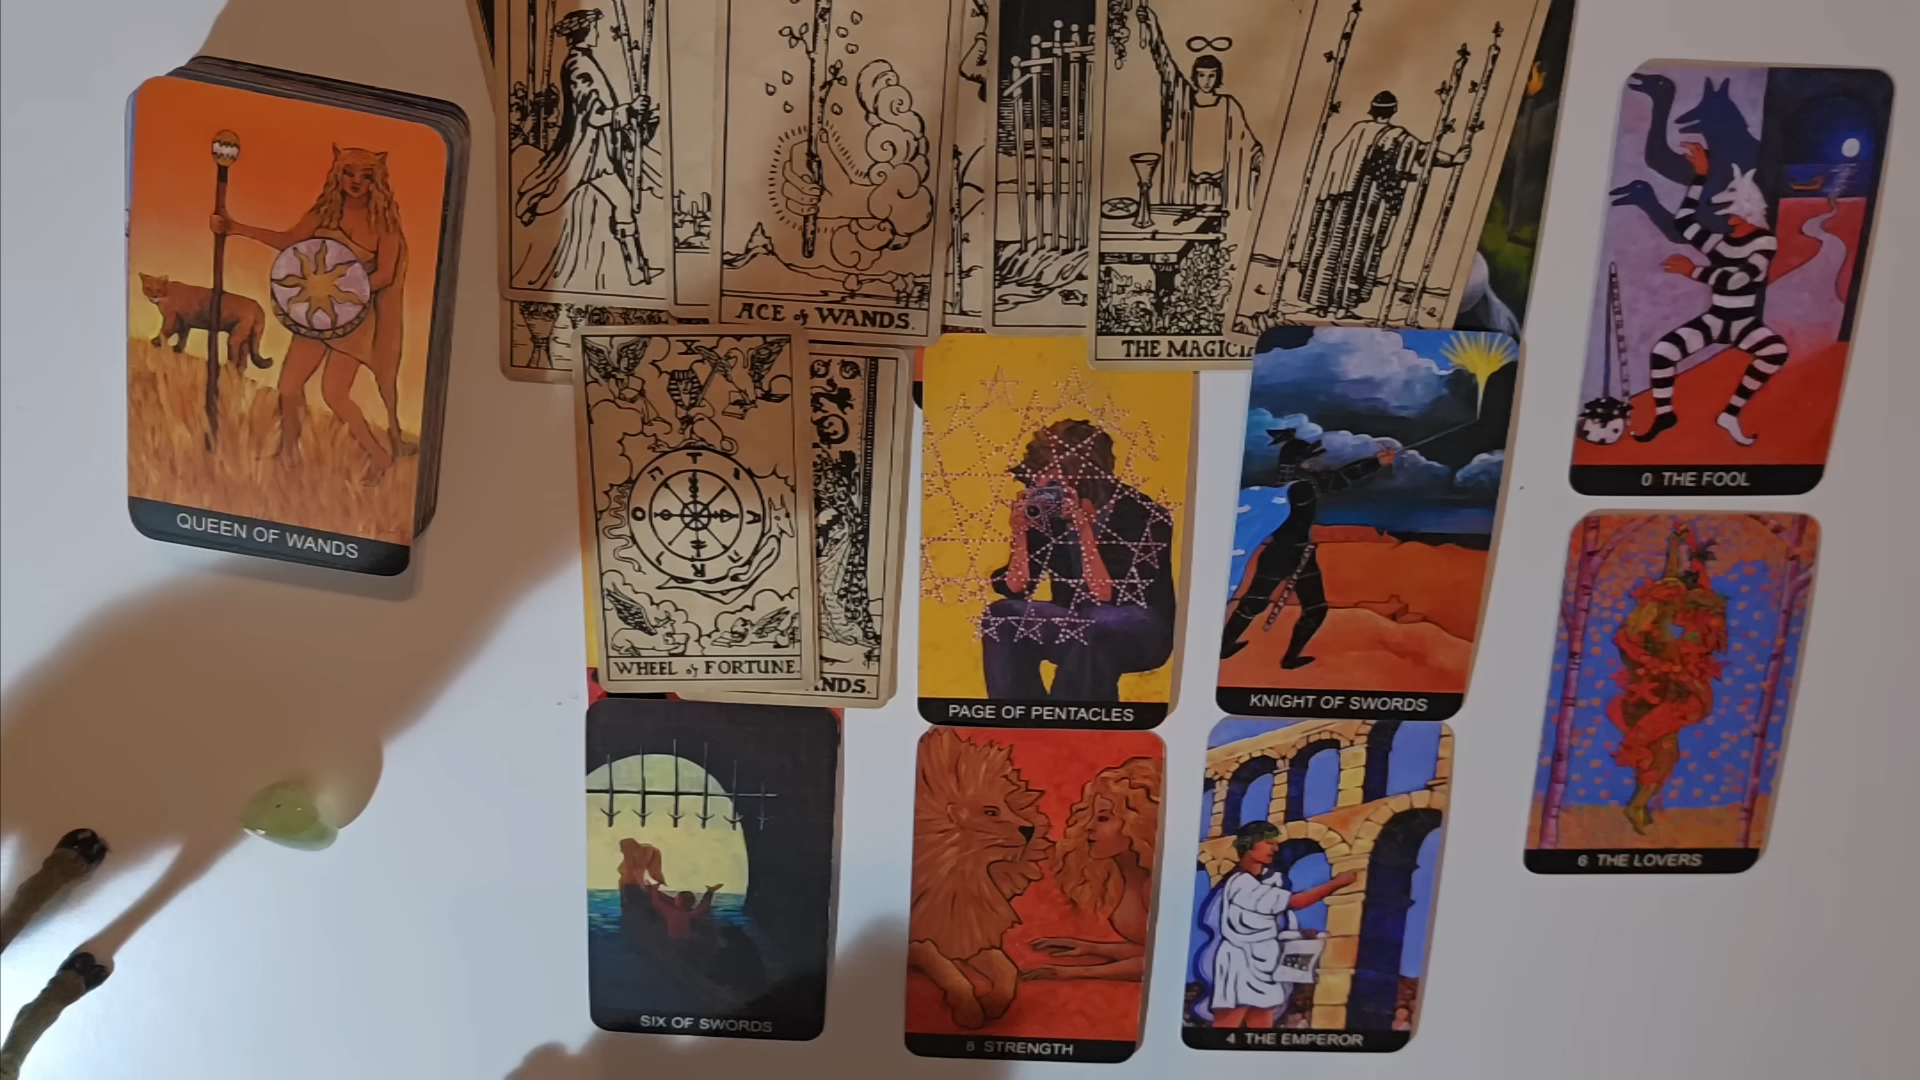 ACE of WANDS.
THE MAGICI
0 THE FOOL
QUEEN OF WANDS
X
T A R O
WHEEL of FORTUNE
ANDS.
PAGE OF PENTACLES
KNIGHT OF SWORDS
6 THE LOVERS
SIX OF SWORDS
8 STRENGTH
4 THE EMPEROR